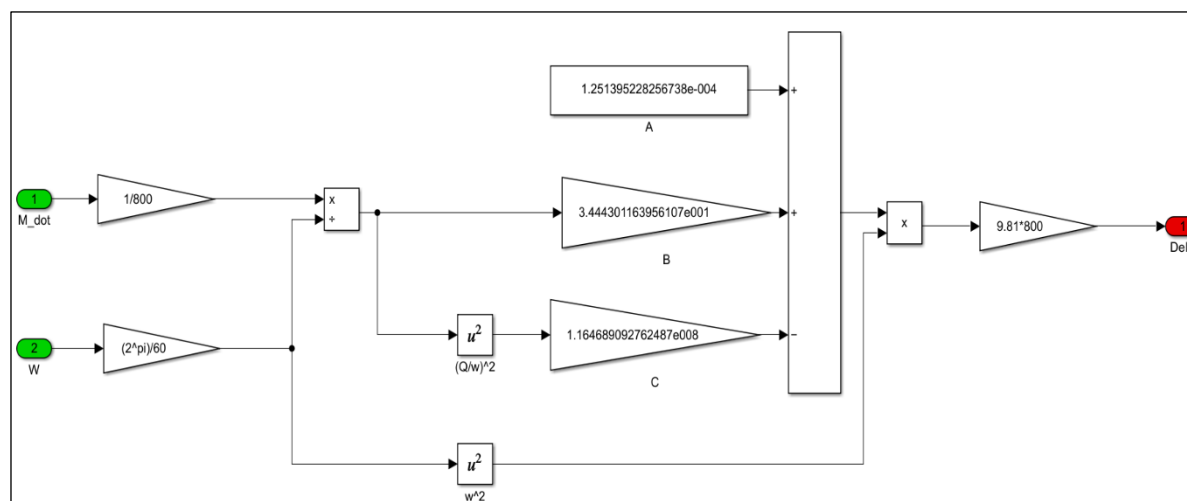 1.251395228256738e-004
+
A
1
M_dot
1/800
x
÷
3.444301163956107e001
+
B
x
9.81*800
1
Del
2
W
(2^pi)/60
u²
(Q/w)^2
1.164689092762487e008
−
C
u²
w^2